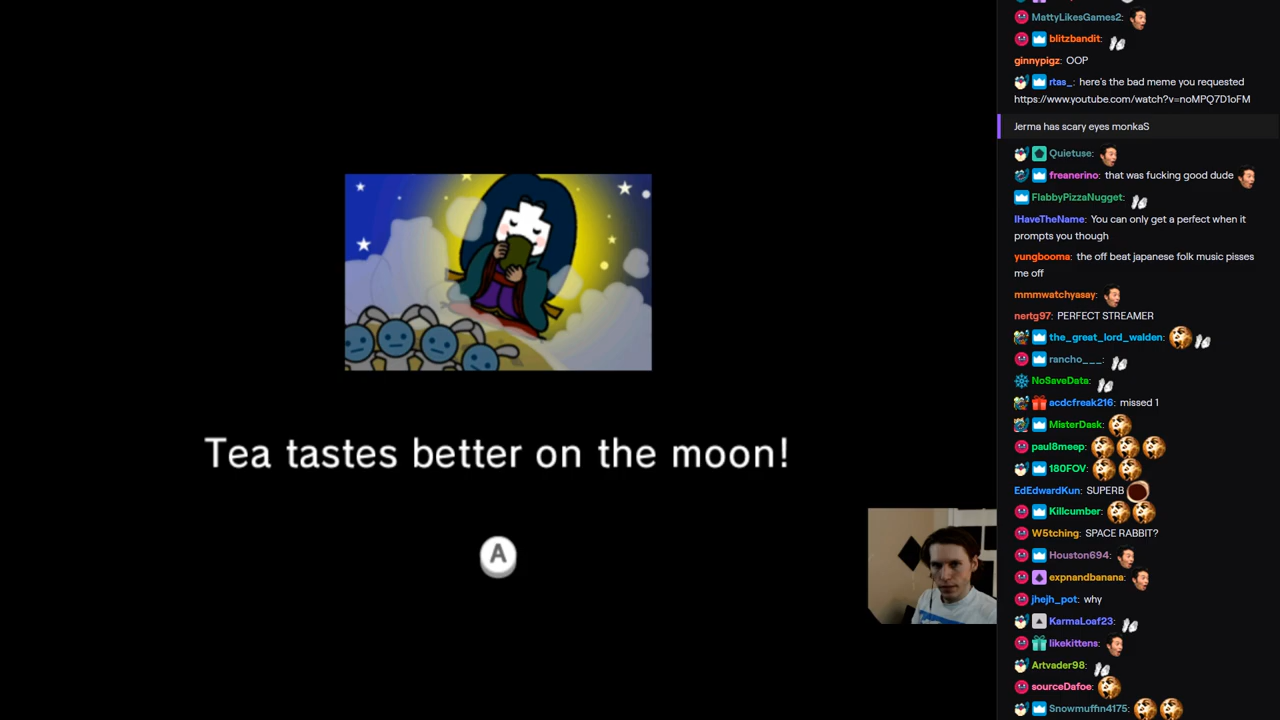 Tea tastes better on the moon!
A
MattyLikesGames2:
blitzbandit:
ginnypigz: OOP
rtas_: here's the bad meme you requested
https://www.youtube.com/watch?v=noMPQ7D1oFM
Jerma has scary eyes monkaS
Quietuse:
freanerino: that was fucking good dude
FlabbyPizzaNugget:
IHaveTheName: You can only get a perfect when it
prompts you though
yungbooma: the off beat japanese folk music pisses
me off
mmmwatchyasay:
nertg97: PERFECT STREAMER
the_great_lord_walden:
rancho___:
NoSaveData:
acdcfreak216: missed 1
MisterDask:
paul8meep:
180FOV:
EdEdwardKun: SUPERB
Killcumber:
W5tching: SPACE RABBIT?
Houston694:
expnandbanana:
jhejh_pot: why
KarmaLoaf23:
likekittens:
Artvader98:
sourceDafoe:
Snowmuffin4175: